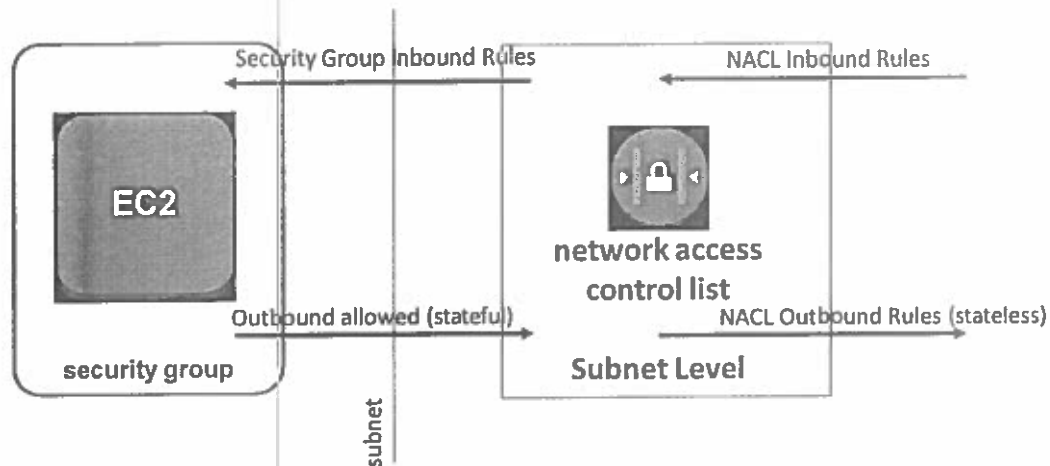 Security Group Inbound Rules
NACL Inbound Rules
EC2
network access
control list
Outbound allowed (stateful)
NACL Outbound Rules (stateless)
security group
Subnet Level
subnet